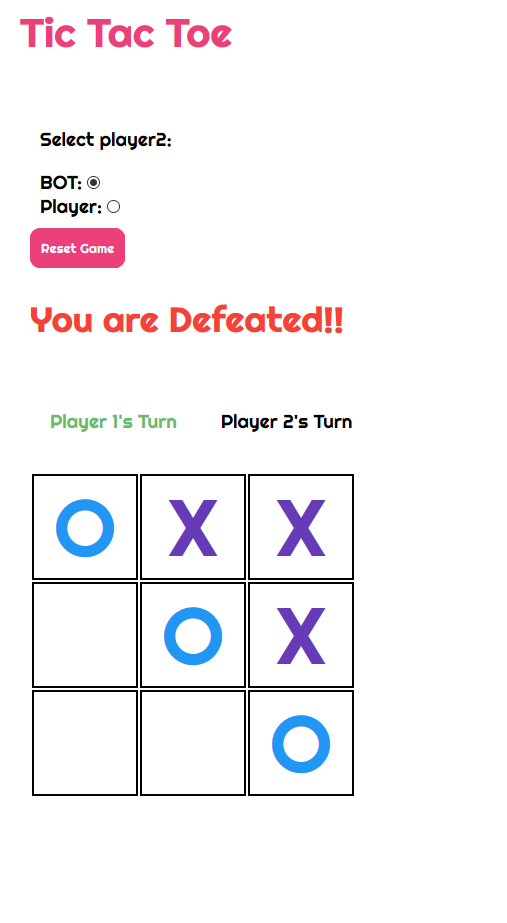 Tic Tac Toe
Select player2:
BOT:
Player:
Reset Game
You are Defeated!!
Player 1's Turn Player 2's Turn
O X X
O X
O